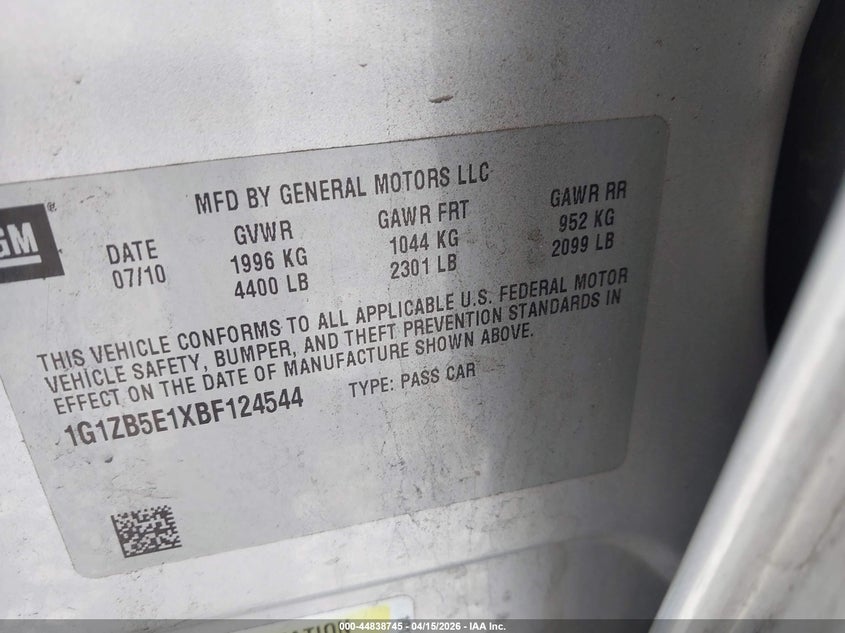 GM®
MFD BY GENERAL MOTORS LLC
DATE GVWR GAWR FRT GAWR RR
07/10 1996 KG 1044 KG 952 KG
4400 LB 2301 LB 2099 LB
THIS VEHICLE CONFORMS TO ALL APPLICABLE U.S. FEDERAL MOTOR
VEHICLE SAFETY, BUMPER, AND THEFT PREVENTION STANDARDS IN
EFFECT ON THE DATE OF MANUFACTURE SHOWN ABOVE.
1G1ZB5E1XBF124544 TYPE: PASS CAR
000-44838745 - 04/15/2026 - IAA Inc.